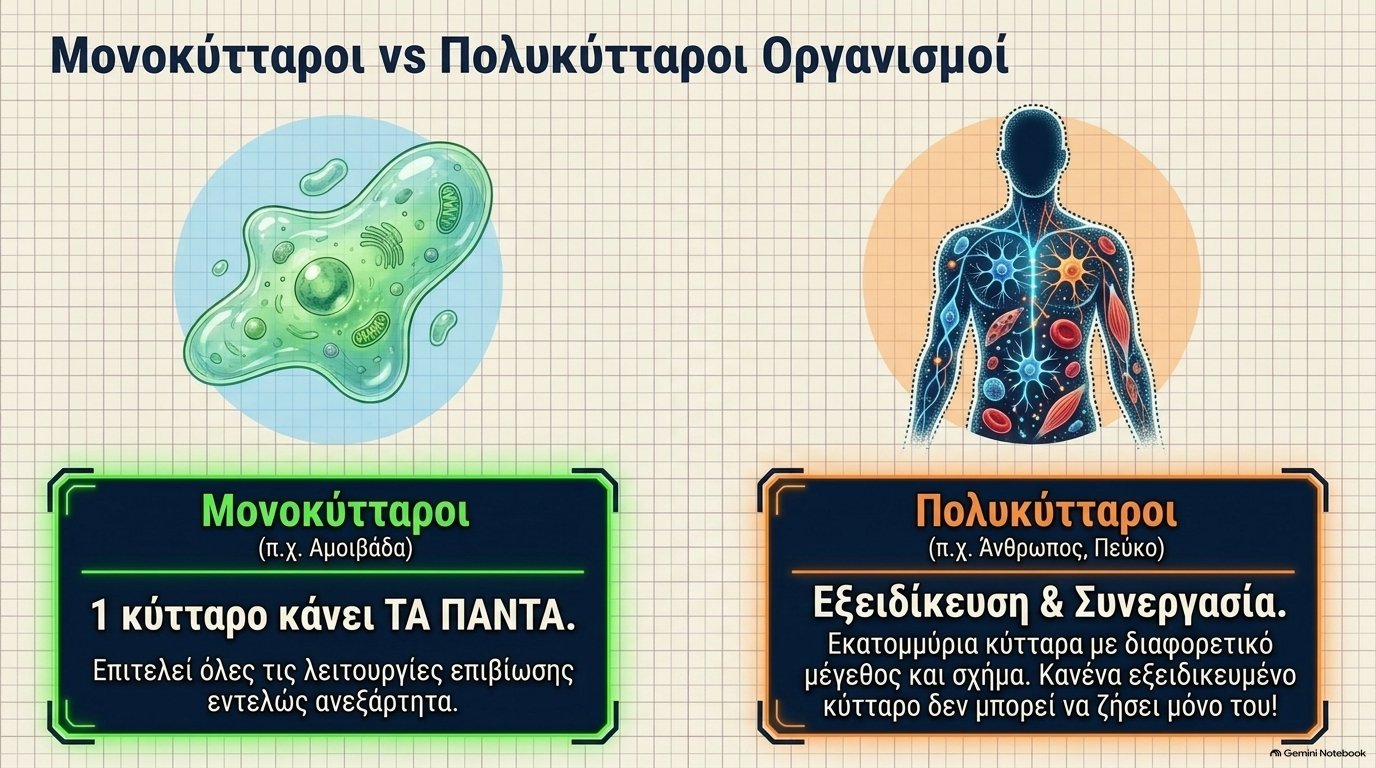 Μονοκύτταροι vs Πολυκύτταροι Οργανισμοί
Μονοκύτταροι
(π.χ. Αμοιβάδα)
1 κύτταρο κάνει ΤΑ ΠΑΝΤΑ.
Επιτελεί όλες τις λειτουργίες επιβίωσης
εντελώς ανεξάρτητα.
Πολυκύτταροι
(π.χ. Άνθρωπος, Πεύκο)
Εξειδίκευση & Συνεργασία.
Εκατομμύρια κύτταρα με διαφορετικό
μέγεθος και σχήμα. Κανένα εξειδικευμένο
κύτταρο δεν μπορεί να ζήσει μόνο του!
Gemini Notebook